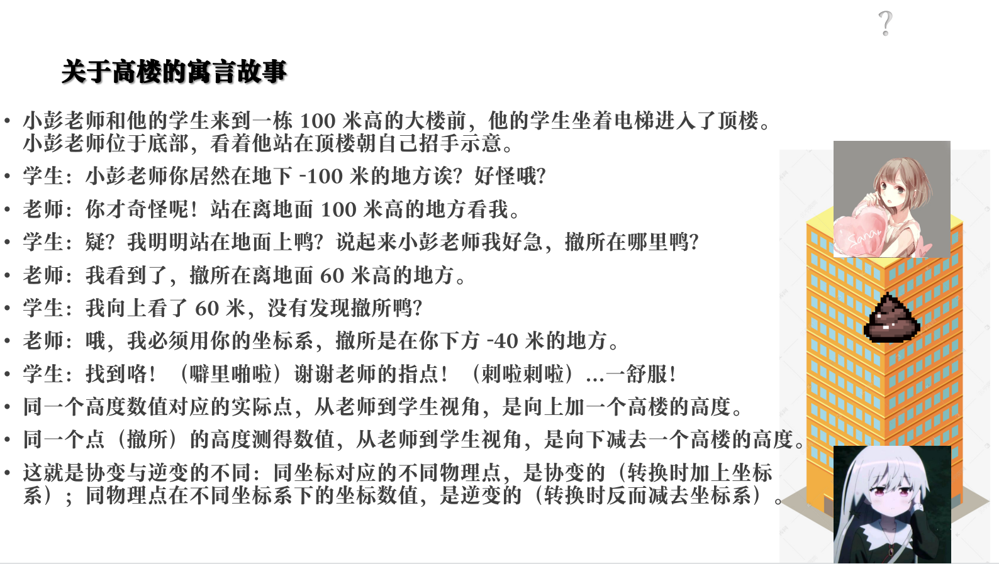 ?
关于高楼的寓言故事
• 小彭老师和他的学生来到一栋 100 米高的大楼前，他的学生坐着电梯进入了顶楼。
小彭老师位于底部，看着他站在顶楼朝自己招手示意。
• 学生：小彭老师你居然在地下 -100 米的地方诶？好怪哦？
• 老师：你才奇怪呢！站在离地面 100 米高的地方看我。
• 学生：疑？我明明站在地面上鸭？说起来小彭老师我好急，撤所在哪里鸭？
• 老师：我看到了，撤所在离地面 60 米高的地方。
• 学生：我向上看了 60 米，没有发现撤所鸭？
• 老师：哦，我必须用你的坐标系，撤所是在你下方 -40 米的地方。
• 学生：找到咯！（噼里啪啦）谢谢老师的指点！（刺啦刺啦）...一舒服！
• 同一个高度数值对应的实际点，从老师到学生视角，是向上加一个高楼的高度。
• 同一个点（撤所）的高度测得数值，从老师到学生视角，是向下减去一个高楼的高度。
• 这就是协变与逆变的不同：同坐标对应的不同物理点，是协变的（转换时加上坐标
系）；同物理点在不同坐标系下的坐标数值，是逆变的（转换时反而减去坐标系）。
Sana